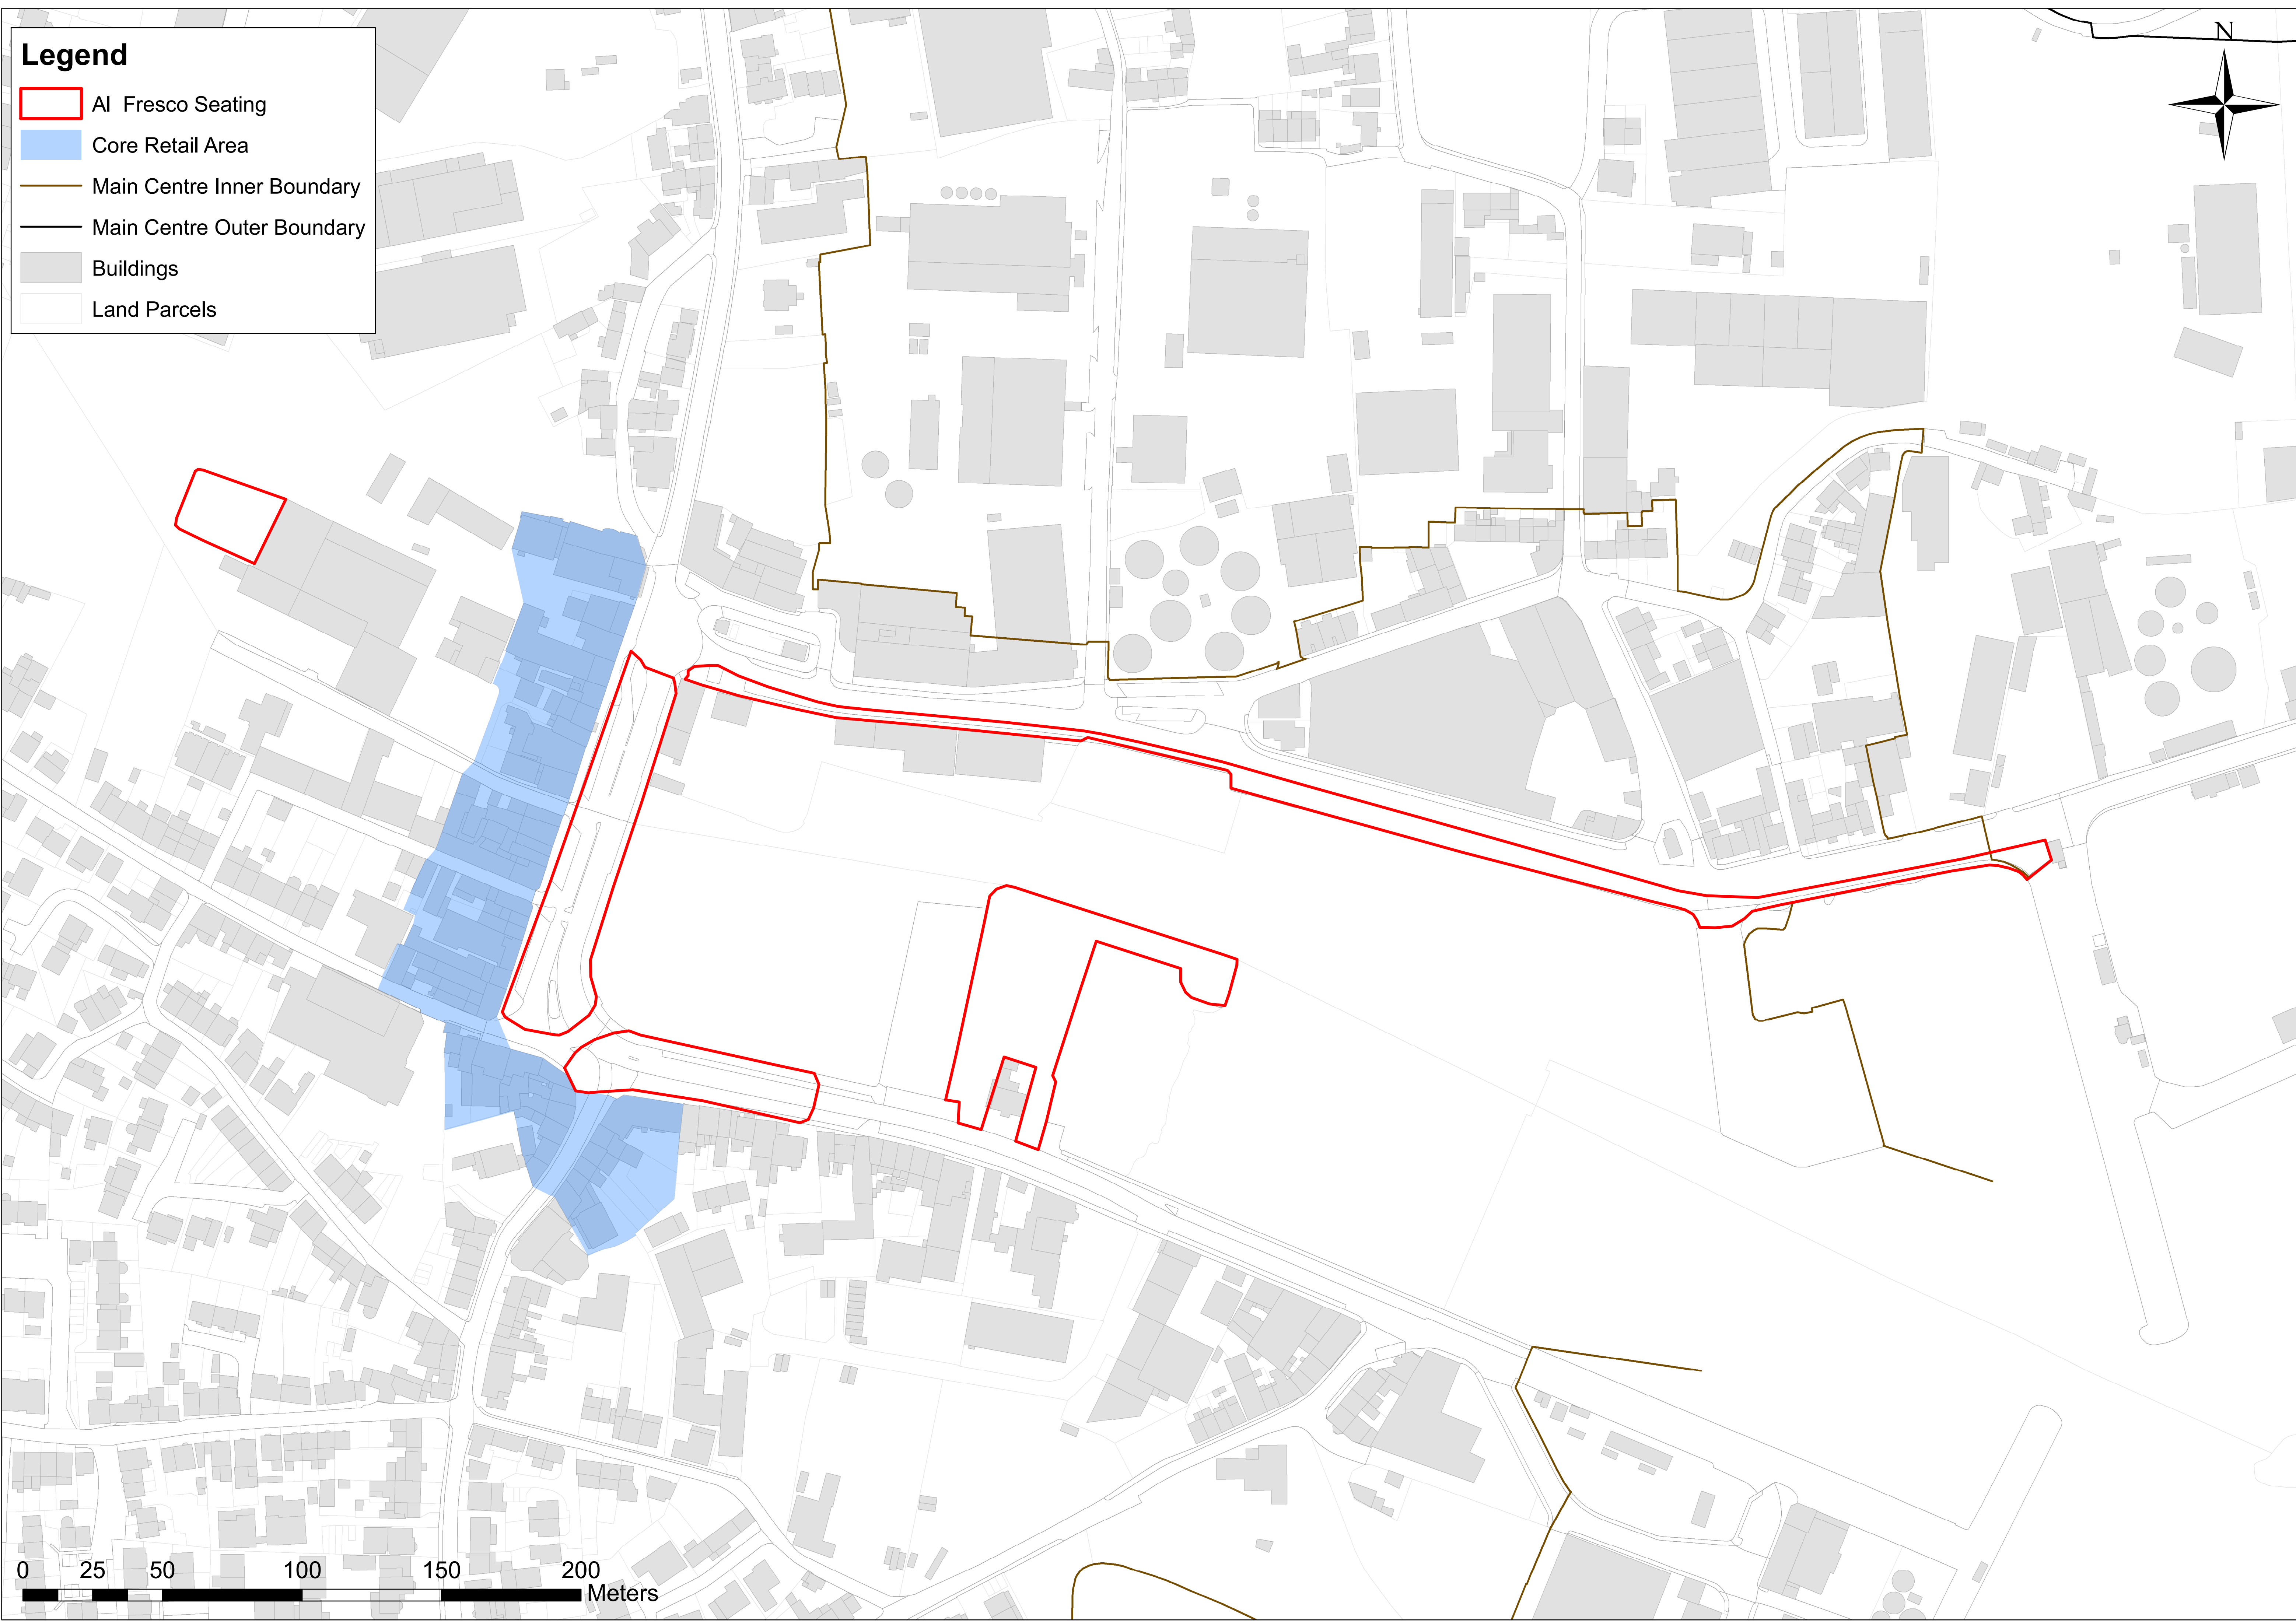 Legend
Al Fresco Seating
Core Retail Area
Main Centre Inner Boundary
Main Centre Outer Boundary
Buildings
Land Parcels
N
0 25 50 100 150 200
Meters